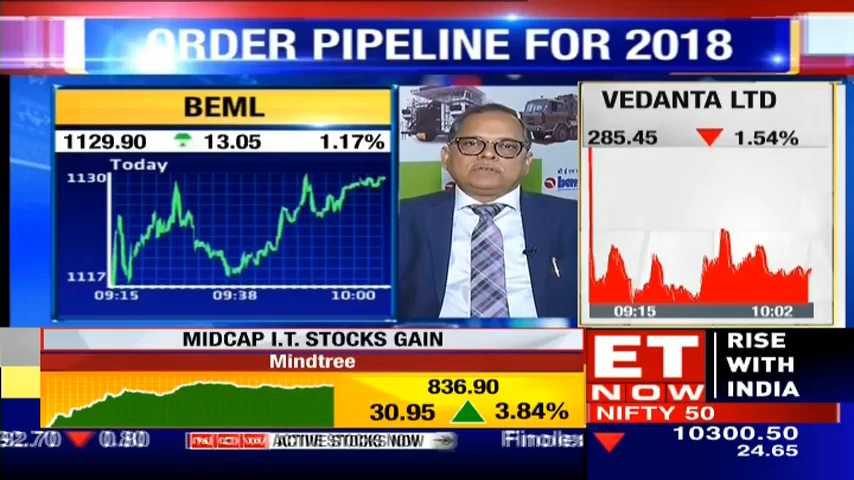 ORDER PIPELINE FOR 2018
BEML
1129.90 13.05 1.17%
Today
1130
1117
09:15 09:38 10:00
VEDANTA LTD
285.45 1.54%
09:15 10:02
MIDCAP I.T. STOCKS GAIN
Mindtree
836.90
30.95 3.84%
ET
NOW
RISE
WITH
INDIA
NIFTY 50
10300.50
24.65
ACTIVE STOCKS NOW